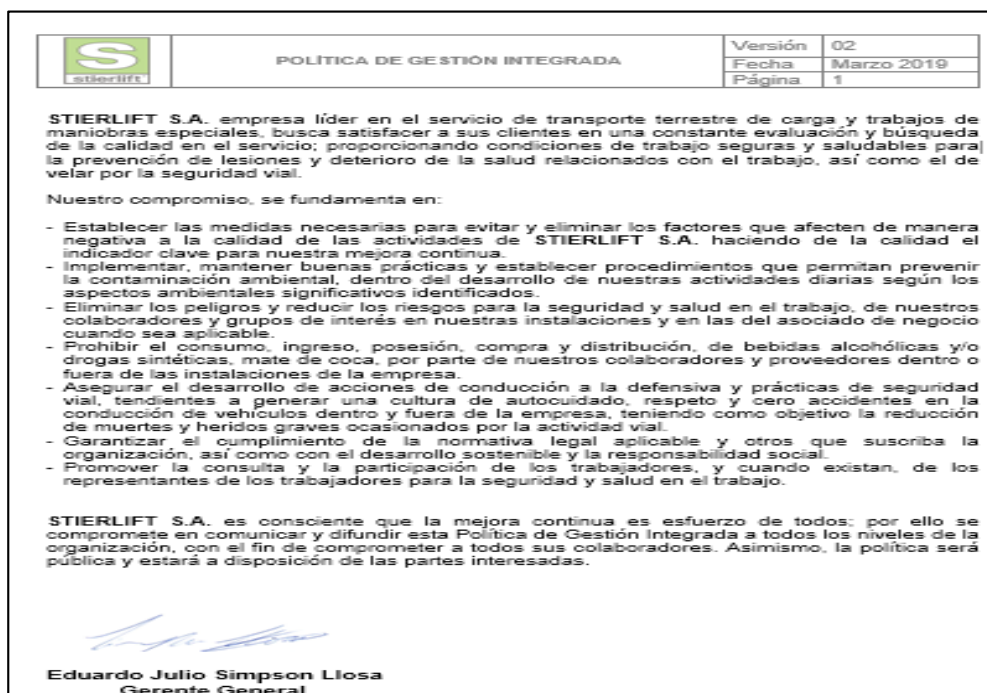 S
stierlift
POLÍTICA DE GESTIÓN INTEGRADA
Versión 02
Fecha Marzo 2019
Página 1
STIERLIFT S.A. empresa líder en el servicio de transporte terrestre de carga y trabajos de
maniobras especiales, busca satisfacer a sus clientes en una constante evaluación y búsqueda
de la calidad en el servicio; proporcionando condiciones de trabajo seguras y saludables para
la prevención de lesiones y deterioro de la salud relacionados con el trabajo, así como el de
velar por la seguridad vial.
Nuestro compromiso, se fundamenta en:
- Establecer las medidas necesarias para evitar y eliminar los factores que afecten de manera
negativa a la calidad de las actividades de STIERLIFT S.A. haciendo de la calidad el
indicador clave para nuestra mejora continua.
- Implementar, mantener buenas prácticas y establecer procedimientos que permitan prevenir
la contaminación ambiental, dentro del desarrollo de nuestras actividades diarias según los
aspectos ambientales significativos identificados.
- Eliminar los peligros y reducir los riesgos para la seguridad y salud en el trabajo, de nuestros
colaboradores y grupos de interés en nuestras instalaciones y en las del asociado de negocio
cuando sea aplicable.
- Prohibir el consumo, ingreso, posesión, compra y distribución, de bebidas alcohólicas y/o
drogas sintéticas, mate de coca, por parte de nuestros colaboradores y proveedores dentro o
fuera de las instalaciones de la empresa.
- Asegurar el desarrollo de acciones de conducción a la defensiva y prácticas de seguridad
vial, tendientes a generar una cultura de autocuidado, respeto y cero accidentes en la
conducción de vehículos dentro y fuera de la empresa, teniendo como objetivo la reducción
de muertes y heridos graves ocasionados por la actividad vial.
- Garantizar el cumplimiento de la normativa legal aplicable y otros que suscriba la
organización, así como con el desarrollo sostenible y la responsabilidad social.
- Promover la consulta y la participación de los trabajadores, y cuando existan, de los
representantes de los trabajadores para la seguridad y salud en el trabajo.
STIERLIFT S.A. es consciente que la mejora continua es esfuerzo de todos; por ello se
compromete en comunicar y difundir esta Política de Gestión Integrada a todos los niveles de la
organización, con el fin de comprometer a todos sus colaboradores. Asimismo, la política será
pública y estará a disposición de las partes interesadas.
Eduardo Julio Simpson Llosa
Gerente General